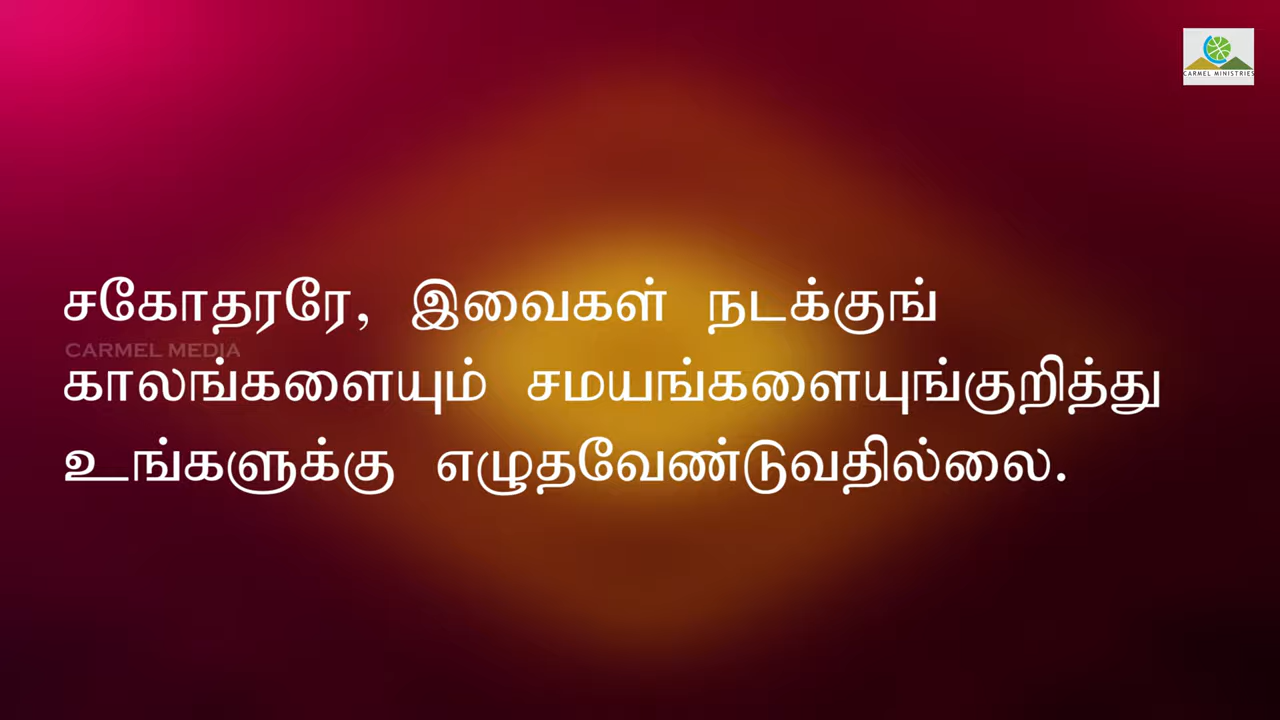 CARMEL MINISTRIES
சகோதரரே, இவைகள் நடக்குங்
CARMEL MEDIA
காலங்களையும் சமயங்களையுங்குறித்து
உங்களுக்கு எழுதவேண்டுவதில்லை.